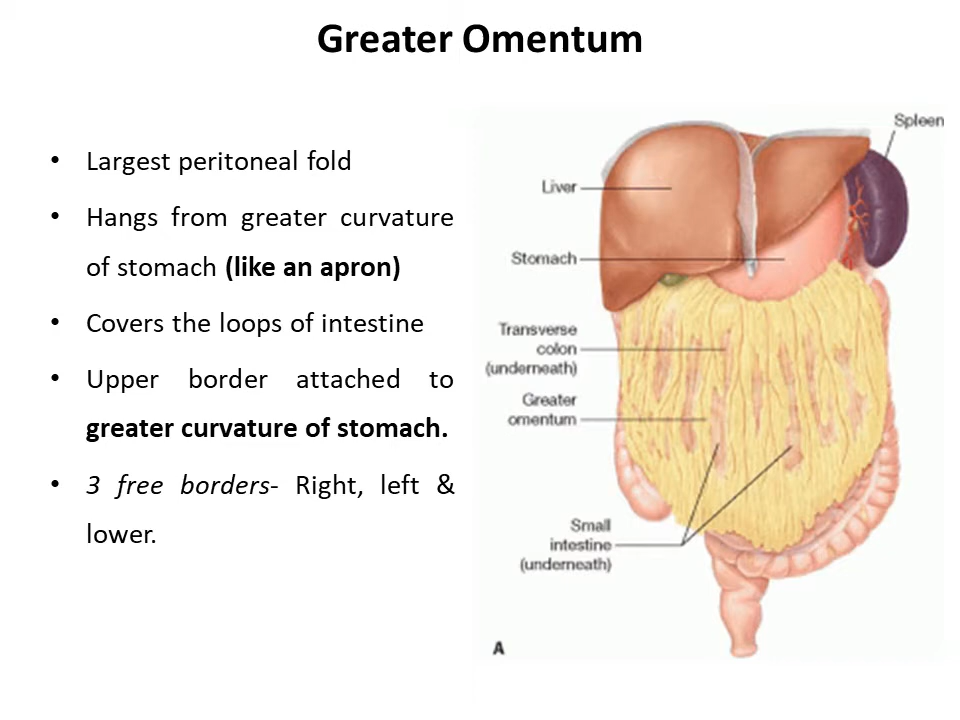 Greater Omentum
• Largest peritoneal fold
• Hangs from greater curvature
of stomach (like an apron)
• Covers the loops of intestine
• Upper border attached to
greater curvature of stomach.
• 3 free borders- Right, left &
lower.
Spleen
Liver
Stomach
Transverse
colon
(underneath)
Greater
omentum
Small
intestine
(underneath)
A